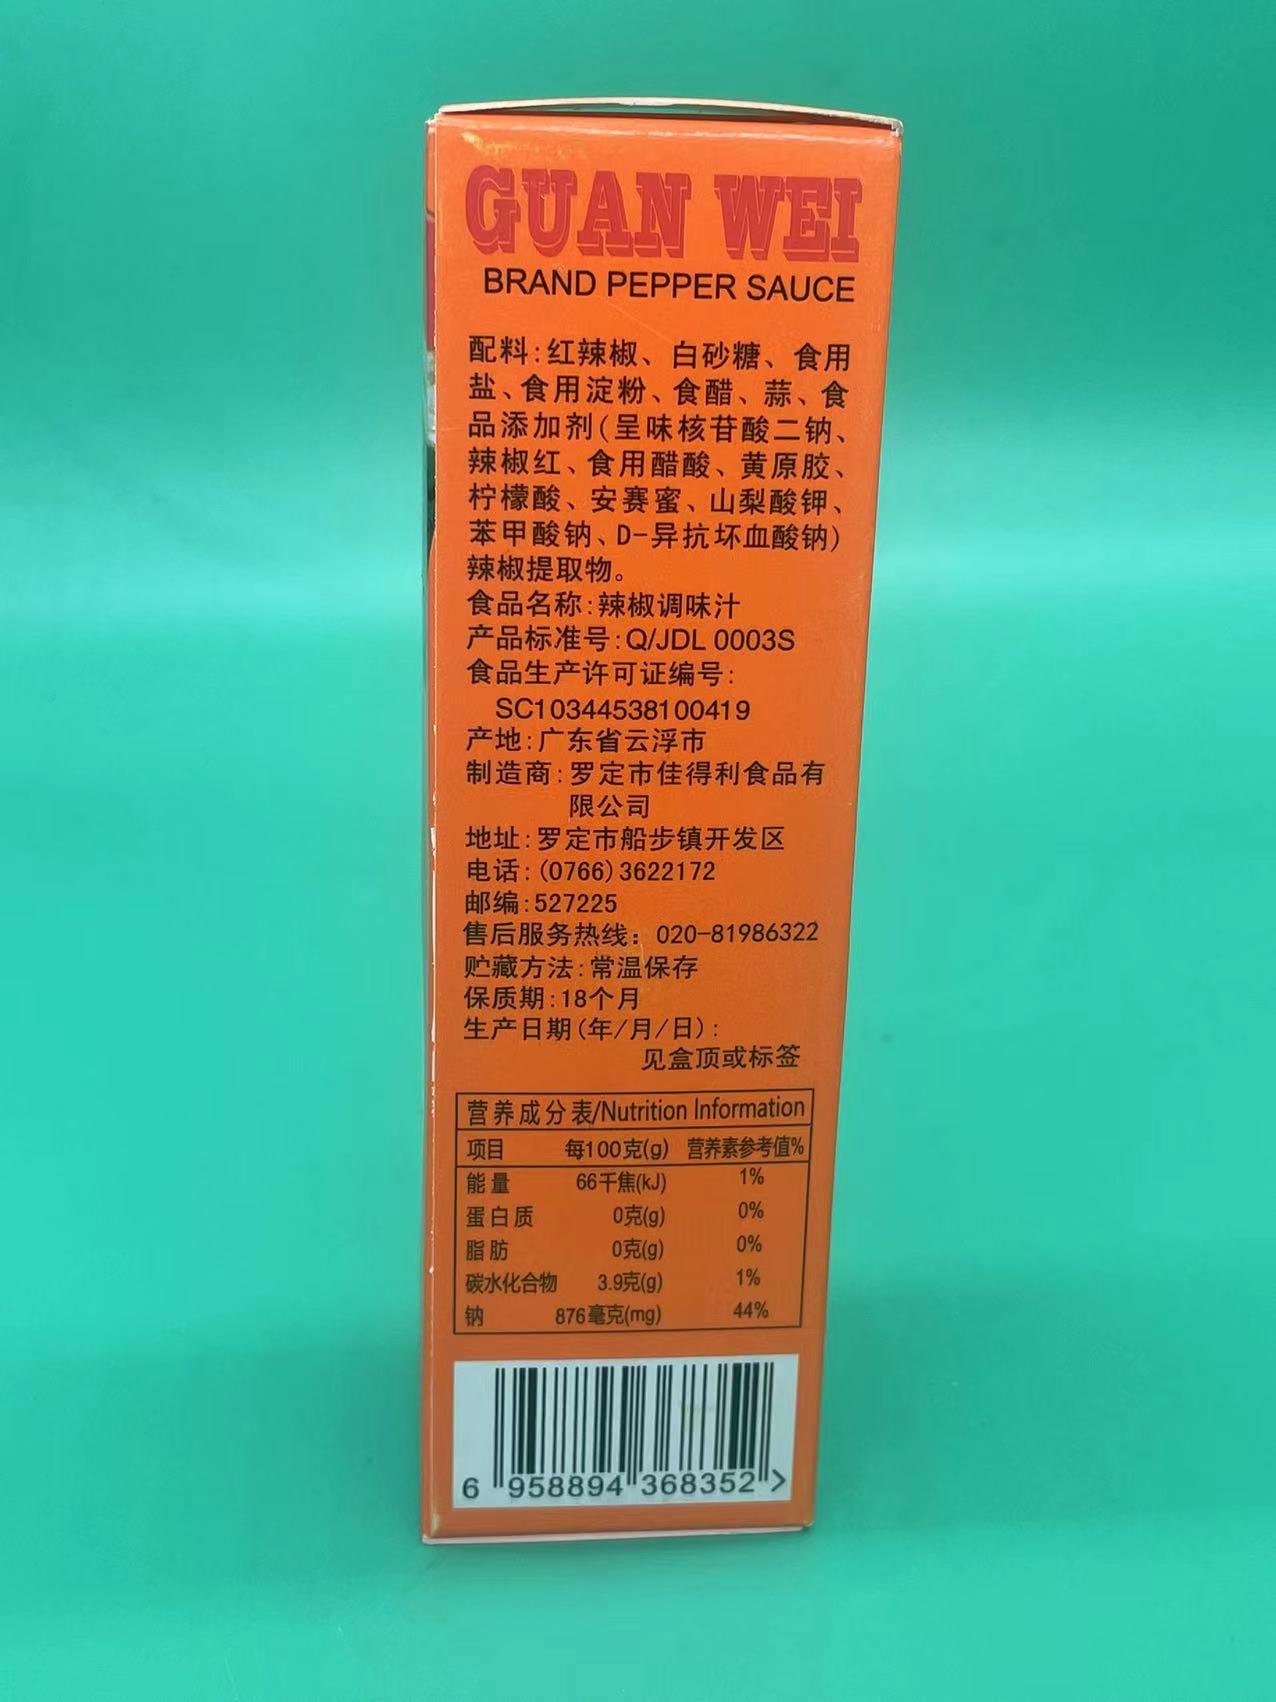 GUAN WEI
BRAND PEPPER SAUCE
配料:红辣椒、白砂糖、食用
盐、食用淀粉、食醋、蒜、食
品添加剂(呈味核苷酸二钠、
辣椒红、食用醋酸、黄原胶、
柠檬酸、安赛蜜、山梨酸钾、
苯甲酸钠、D-异抗坏血酸钠)
辣椒提取物。
食品名称:辣椒调味汁
产品标准号:Q/JDL 0003S
食品生产许可证编号:
SC10344538100419
产地:广东省云浮市
制造商:罗定市佳得利食品有
限公司
地址:罗定市船步镇开发区
电话:(0766)3622172
邮编:527225
售后服务热线：020-81986322
贮藏方法:常温保存
保质期:18个月
生产日期(年/月/日):
见盒顶或标签
营养成分表/Nutrition Information
项目 每100克(g) 营养素参考值%
能量 66千焦(kJ) 1%
蛋白质 0克(g) 0%
脂肪 0克(g) 0%
碳水化合物 3.9克(g) 1%
钠 876毫克(mg) 44%
6 958894 368352 >